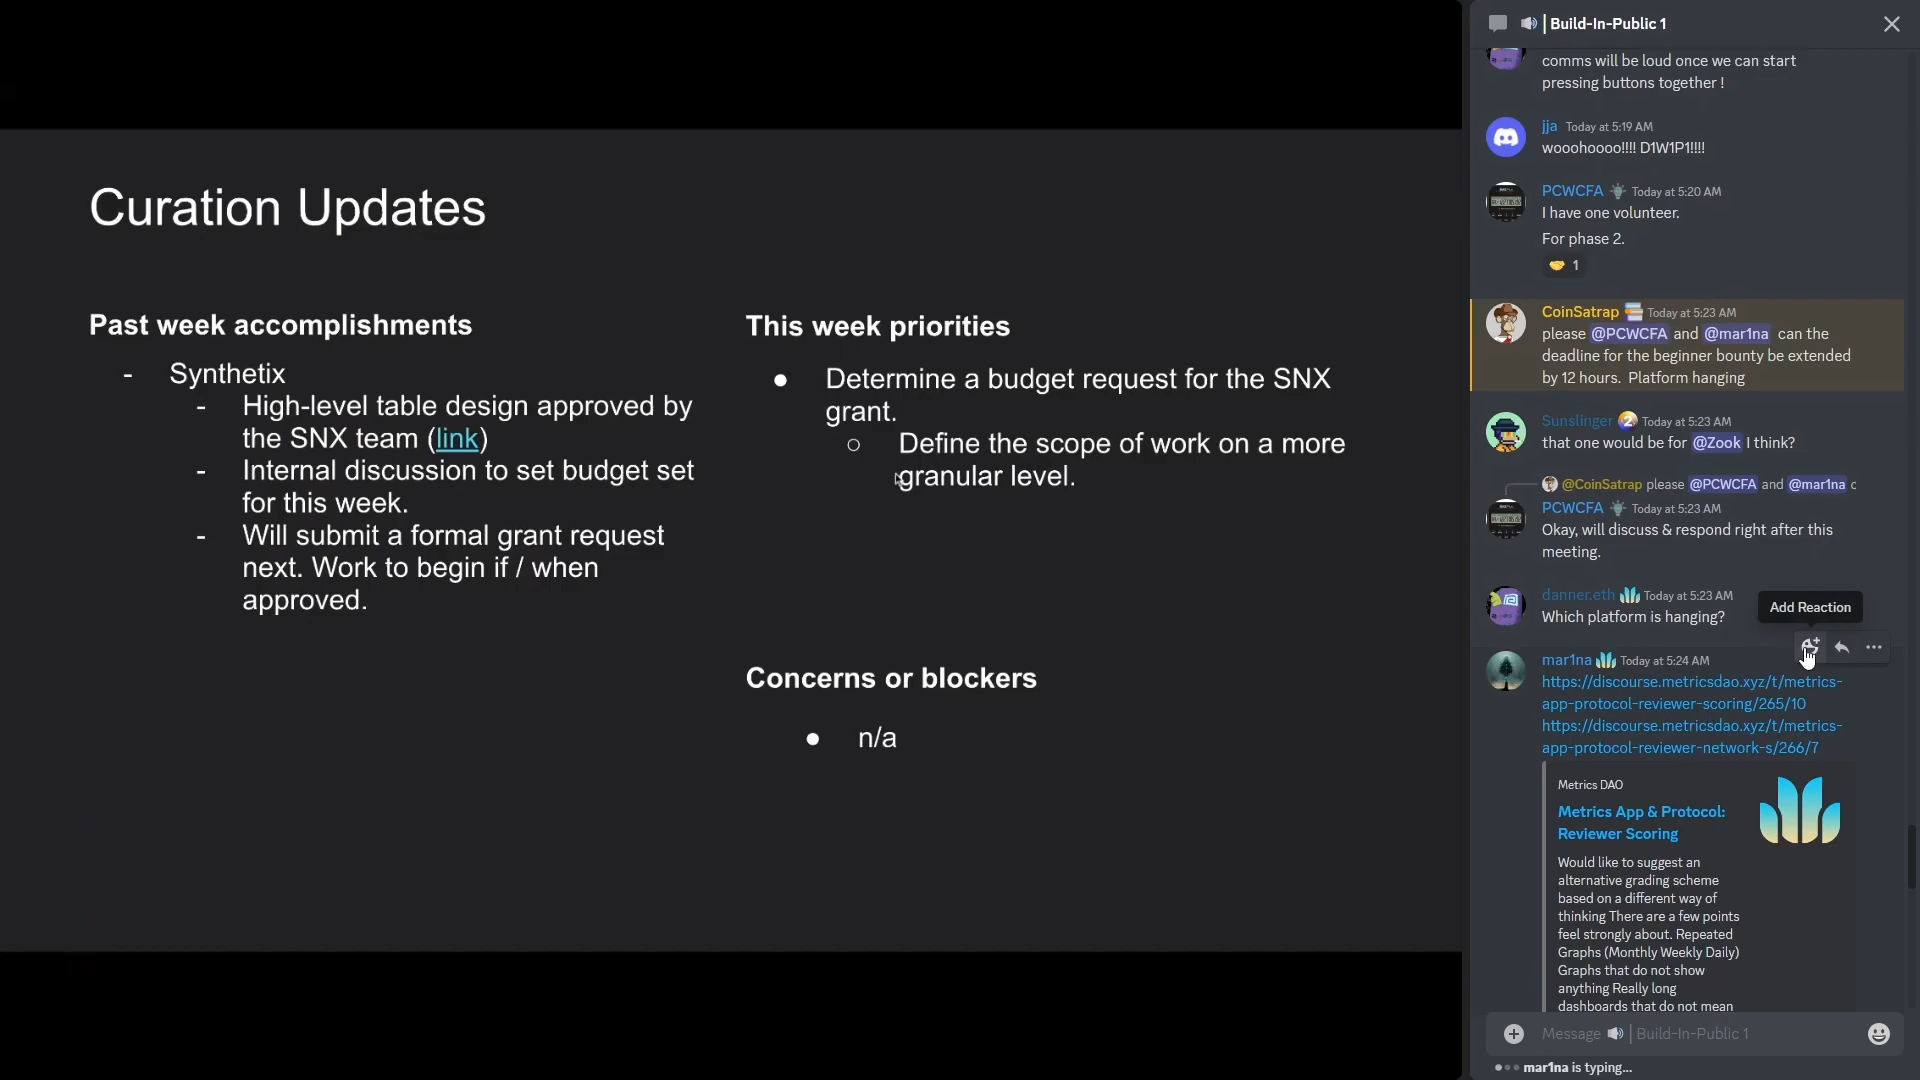 Curation Updates
Past week accomplishments
- Synthetix
- High-level table design approved by
the SNX team (link)
- Internal discussion to set budget set
for this week.
- Will submit a formal grant request
next. Work to begin if / when
approved.
This week priorities
● Determine a budget request for the SNX
grant.
○ Define the scope of work on a more
granular level.
Concerns or blockers
● n/a
| Build-In-Public 1
comms will be loud once we can start
pressing buttons together !
jja Today at 5:19 AM
wooohoooo!!!! D1W1P1!!!!
PCWCFA Today at 5:20 AM
I have one volunteer.
For phase 2.
1
CoinSatrap Today at 5:23 AM
please @PCWCFA and @mar1na can the
deadline for the beginner bounty be extended
by 12 hours. Platform hanging
Sunslinger 2 Today at 5:23 AM
that one would be for @Zook I think?
@CoinSatrap please @PCWCFA and @mar1na c
PCWCFA Today at 5:23 AM
Okay, will discuss & respond right after this
meeting.
danner.eth Today at 5:23 AM
Which platform is hanging?
Add Reaction
mar1na Today at 5:24 AM
https://discourse.metricsdao.xyz/t/metrics-
app-protocol-reviewer-scoring/265/10
https://discourse.metricsdao.xyz/t/metrics-
app-protocol-reviewer-network-s/266/7
Metrics DAO
Metrics App & Protocol:
Reviewer Scoring
Would like to suggest an
alternative grading scheme
based on a different way of
thinking There are a few points
feel strongly about. Repeated
Graphs (Monthly Weekly Daily)
Graphs that do not show
anything Really long
dashboards that do not mean
Message | Build-In-Public 1
mar1na is typing...